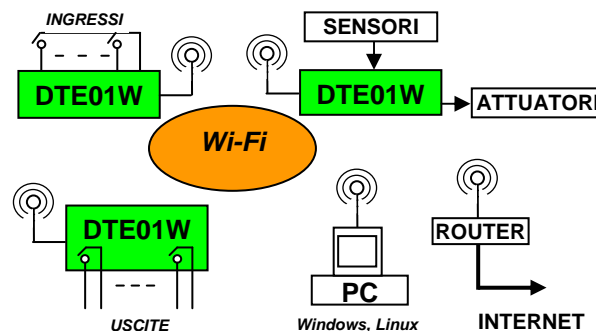 INGRESSI
SENSORI
DTE01W
DTE01W
ATTUATORI
Wi-Fi
DTE01W
ROUTER
PC
USCITE
Windows, Linux
INTERNET